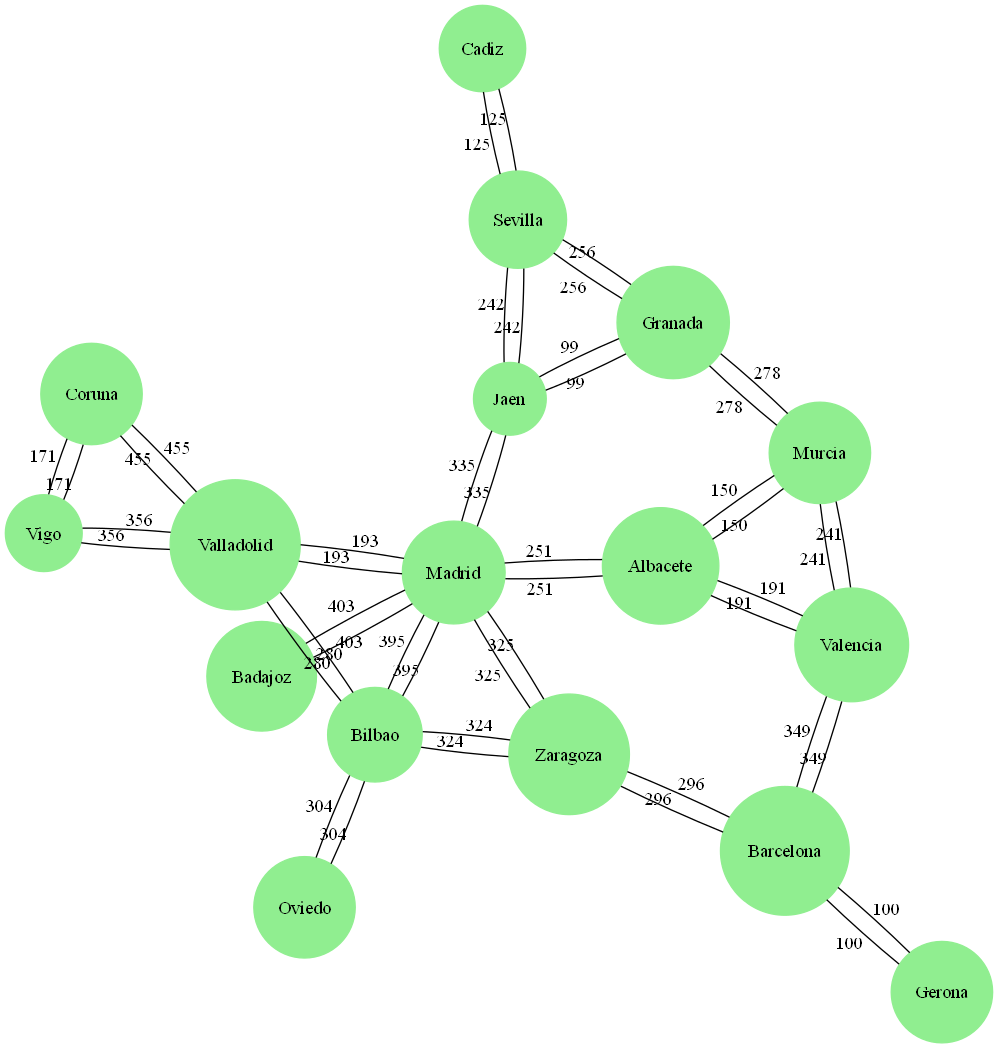 Cadiz
125
125
Sevilla
256
256
242
242
Granada
99
99
278
278
Jaen
Coruna
455
455
171
171
335
335
Murcia
150
150
Vigo
356
356
Valladolid
193
193
Madrid
251
251
Albacete
241
241
191
191
Valencia
403
403
280
280
395
395
325
325
Badajoz
Bilbao
324
324
Zaragoza
349
349
296
296
304
304
Barcelona
Oviedo
100
100
Gerona